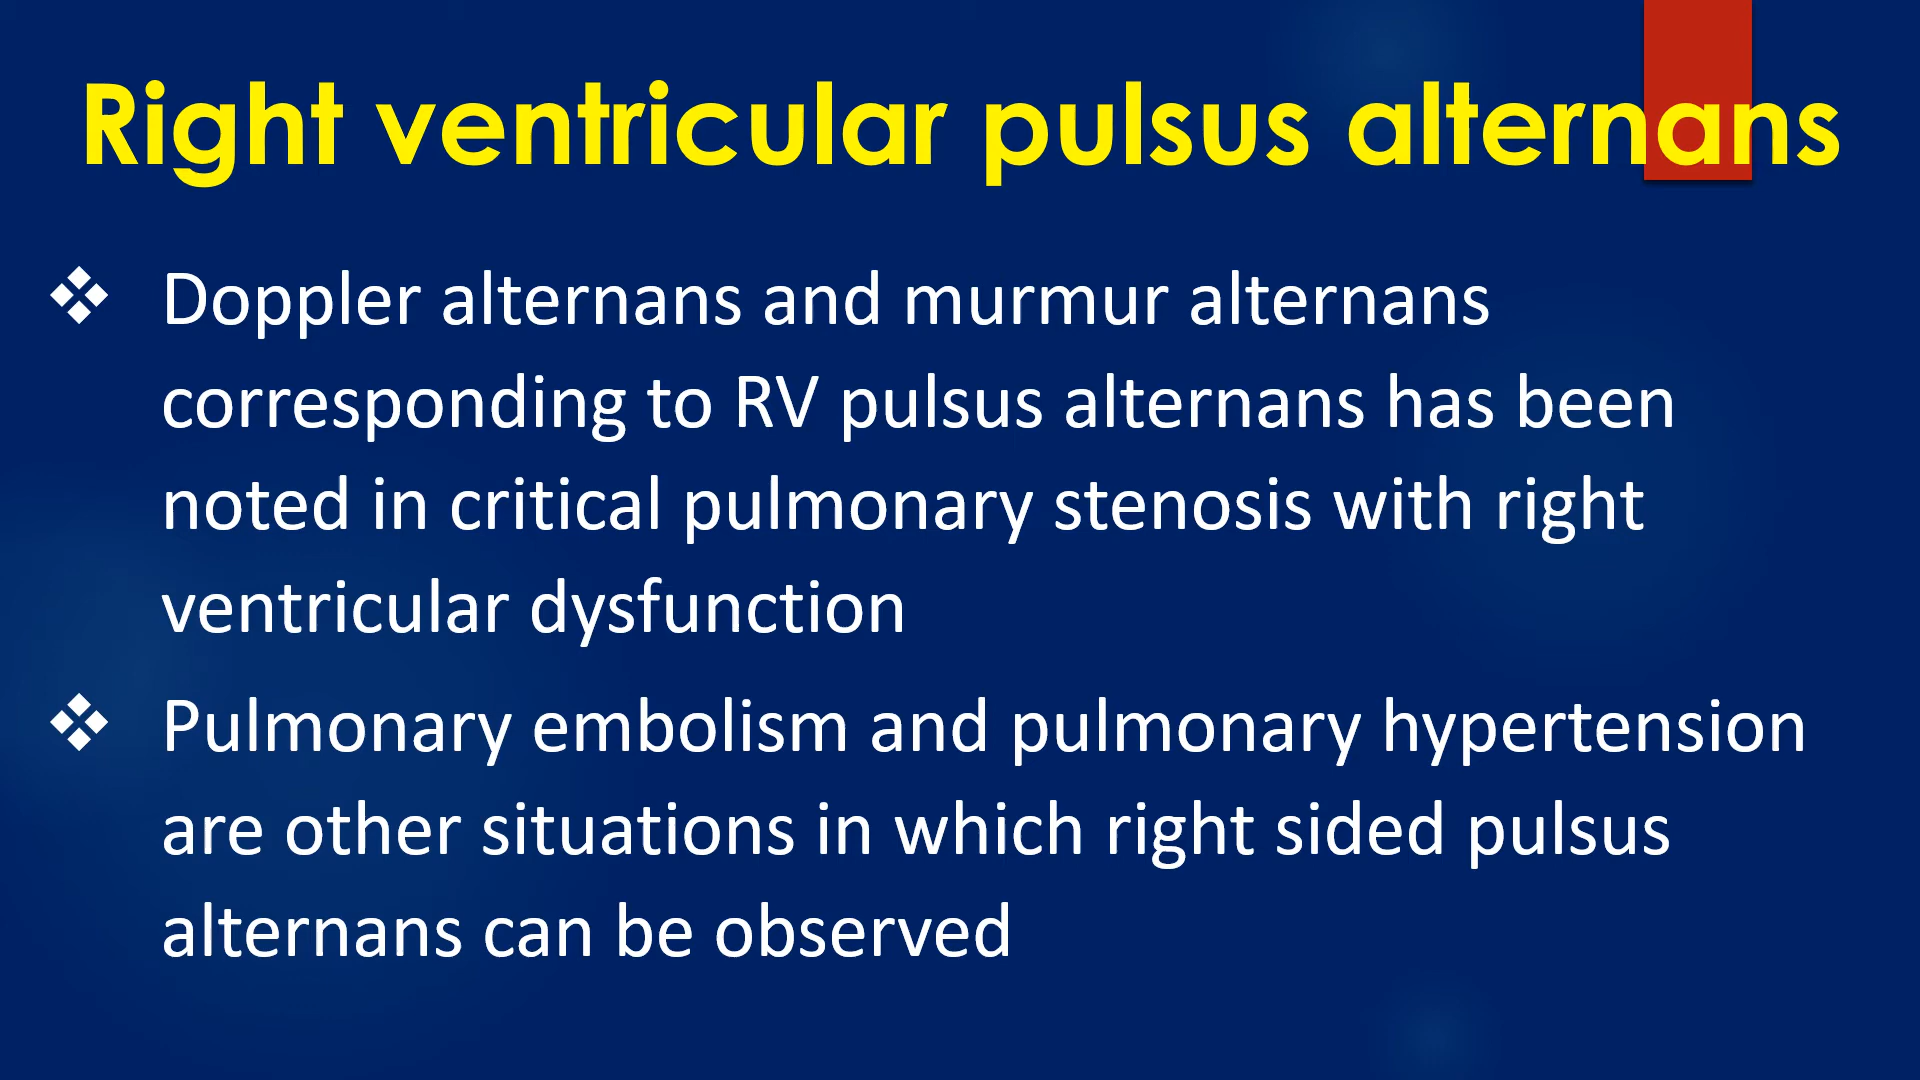 Right ventricular pulsus alternans
❖ Doppler alternans and murmur alternans
corresponding to RV pulsus alternans has been
noted in critical pulmonary stenosis with right
ventricular dysfunction
❖ Pulmonary embolism and pulmonary hypertension
are other situations in which right sided pulsus
alternans can be observed